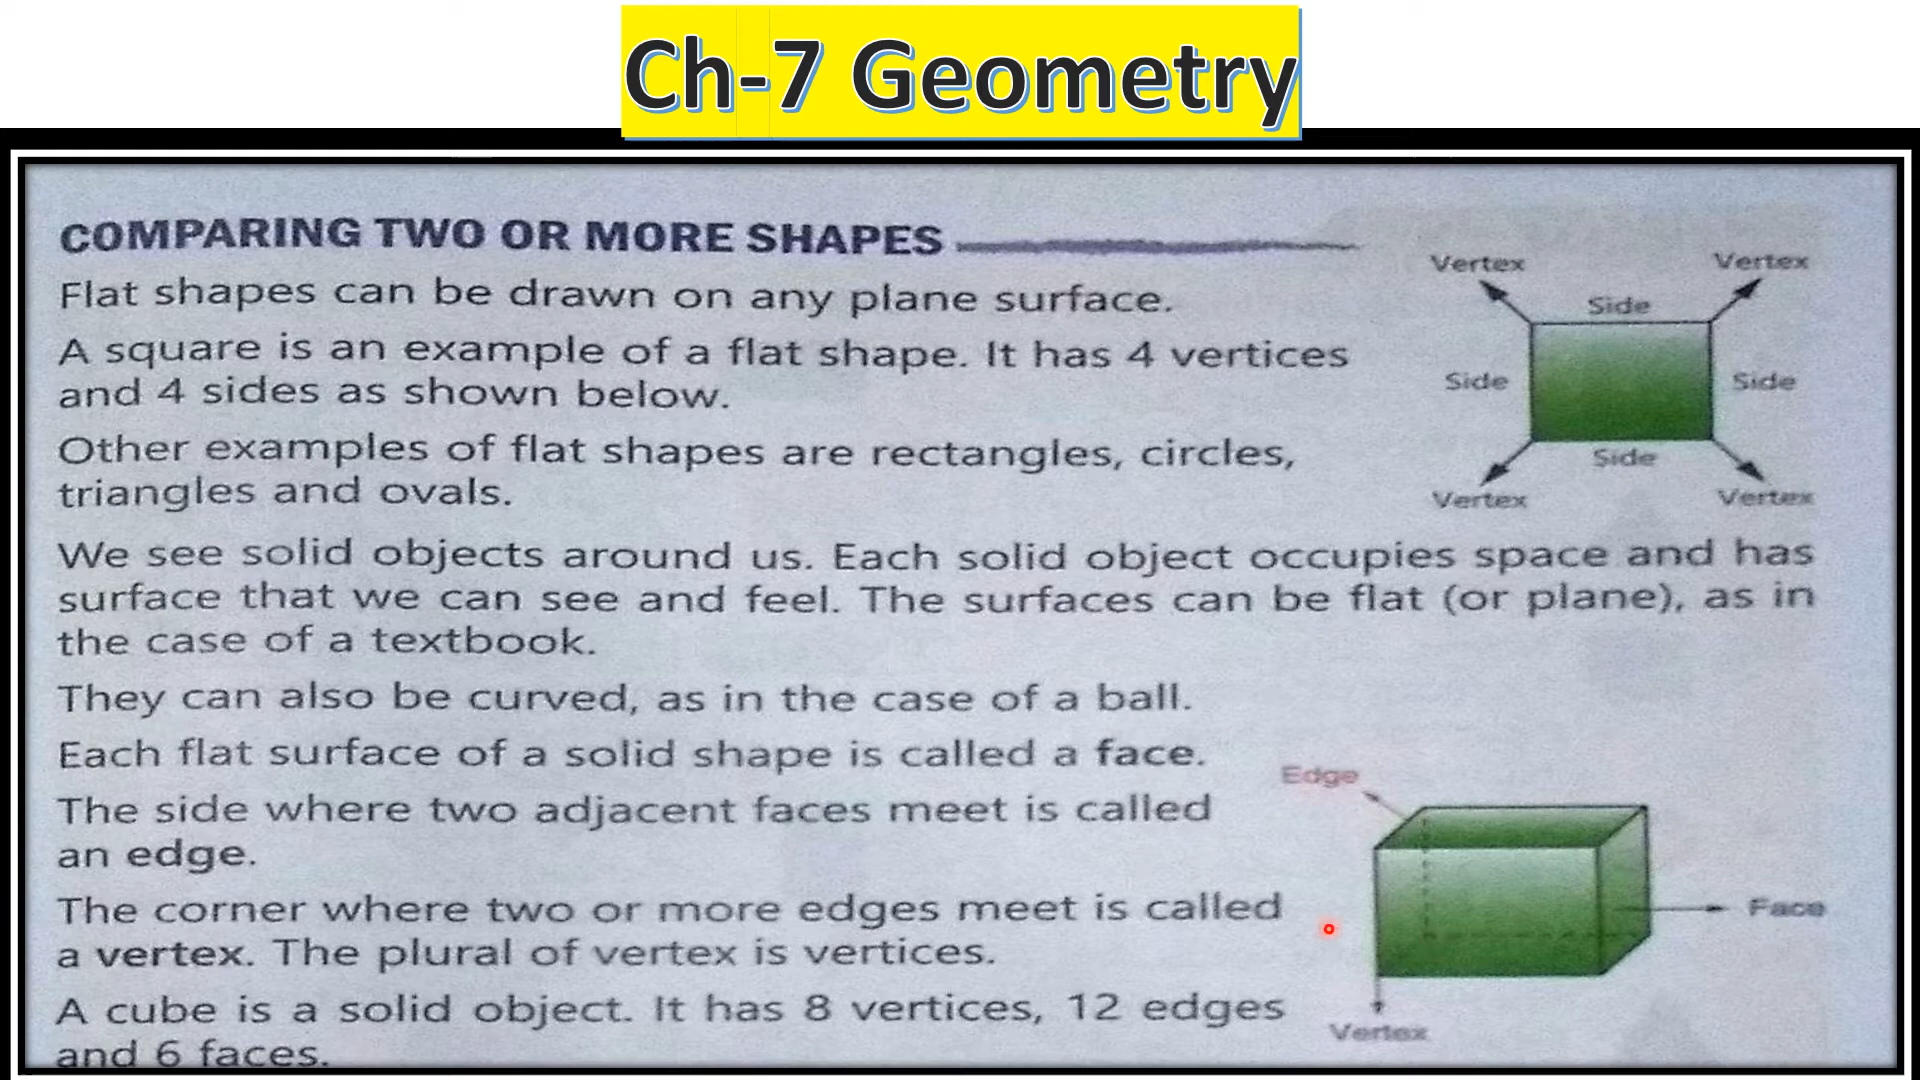 Ch-7 Geometry
COMPARING TWO OR MORE SHAPES
Flat shapes can be drawn on any plane surface.
A square is an example of a flat shape. It has 4 vertices
and 4 sides as shown below.
Other examples of flat shapes are rectangles, circles,
triangles and ovals.
Vertex
Vertex
Side
Side
Side
Side
Vertex
Vertex
We see solid objects around us. Each solid object occupies space and has
surface that we can see and feel. The surfaces can be flat (or plane), as in
the case of a textbook.
They can also be curved, as in the case of a ball.
Each flat surface of a solid shape is called a face.
The side where two adjacent faces meet is called
an edge.
The corner where two or more edges meet is called
a vertex. The plural of vertex is vertices.
A cube is a solid object. It has 8 vertices, 12 edges
and 6 faces.
Edge
Face
Vertex